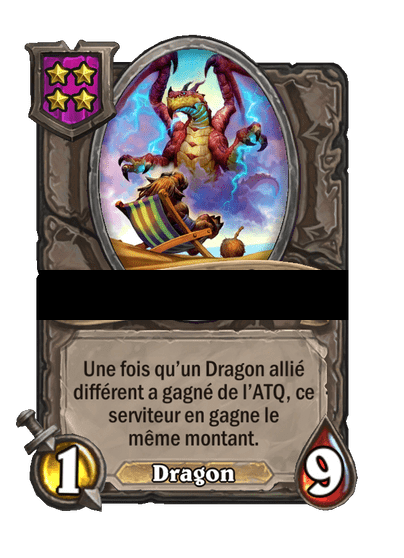 Une fois qu’un Dragon allié
différent a gagné de l’ATQ, ce
serviteur en gagne le
même montant.
1
Dragon
9